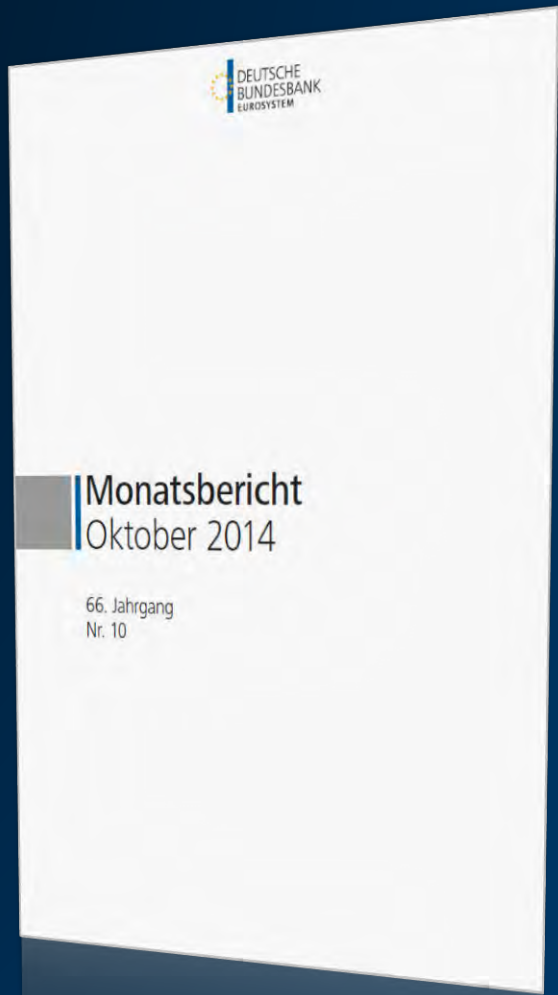 DEUTSCHE
BUNDESBANK
EUROSYSTEM
Monatsbericht
Oktober 2014
66. Jahrgang
Nr. 10